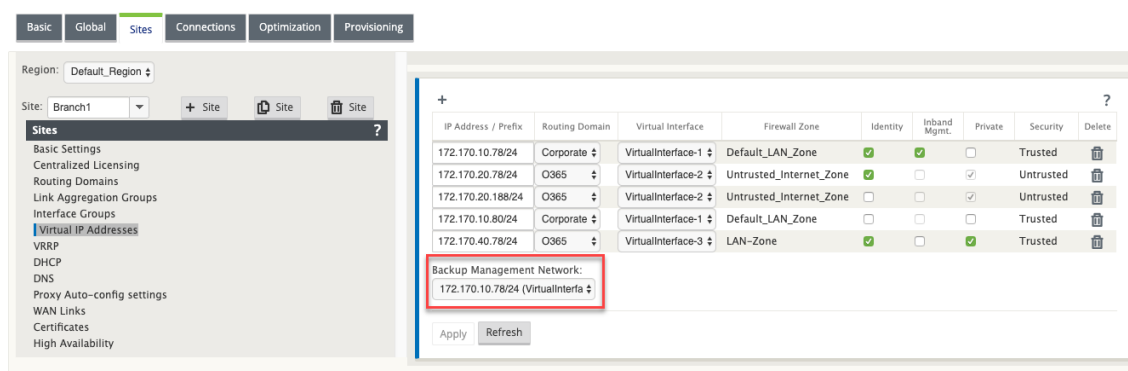 Basic Global Sites Connections Optimization Provisioning
Region: Default_Region
Site: Branch1 + Site Site Site
Sites ?
Basic Settings
Centralized Licensing
Routing Domains
Link Aggregation Groups
Interface Groups
Virtual IP Addresses
VRRP
DHCP
DNS
Proxy Auto-config settings
WAN Links
Certificates
High Availability
+ ?
IP Address / Prefix Routing Domain Virtual Interface Firewall Zone Identity Inband Mgmt. Private Security Delete
172.170.10.78/24 Corporate VirtualInterface-1 Default_LAN_Zone Trusted
172.170.20.78/24 O365 VirtualInterface-2 Untrusted_Internet_Zone Untrusted
172.170.20.188/24 O365 VirtualInterface-2 Untrusted_Internet_Zone Untrusted
172.170.10.80/24 Corporate VirtualInterface-1 Default_LAN_Zone Trusted
172.170.40.78/24 O365 VirtualInterface-3 LAN-Zone Trusted
Backup Management Network:
172.170.10.78/24 (VirtualInterfa
Apply Refresh